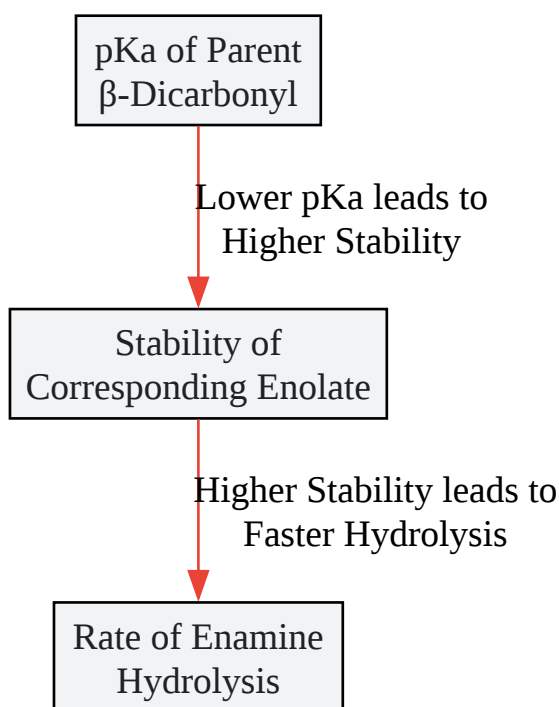 pKa of Parent
β-Dicarbonyl
Lower pKa leads to
Higher Stability
Stability of
Corresponding Enolate
Higher Stability leads to
Faster Hydrolysis
Rate of Enamine
Hydrolysis